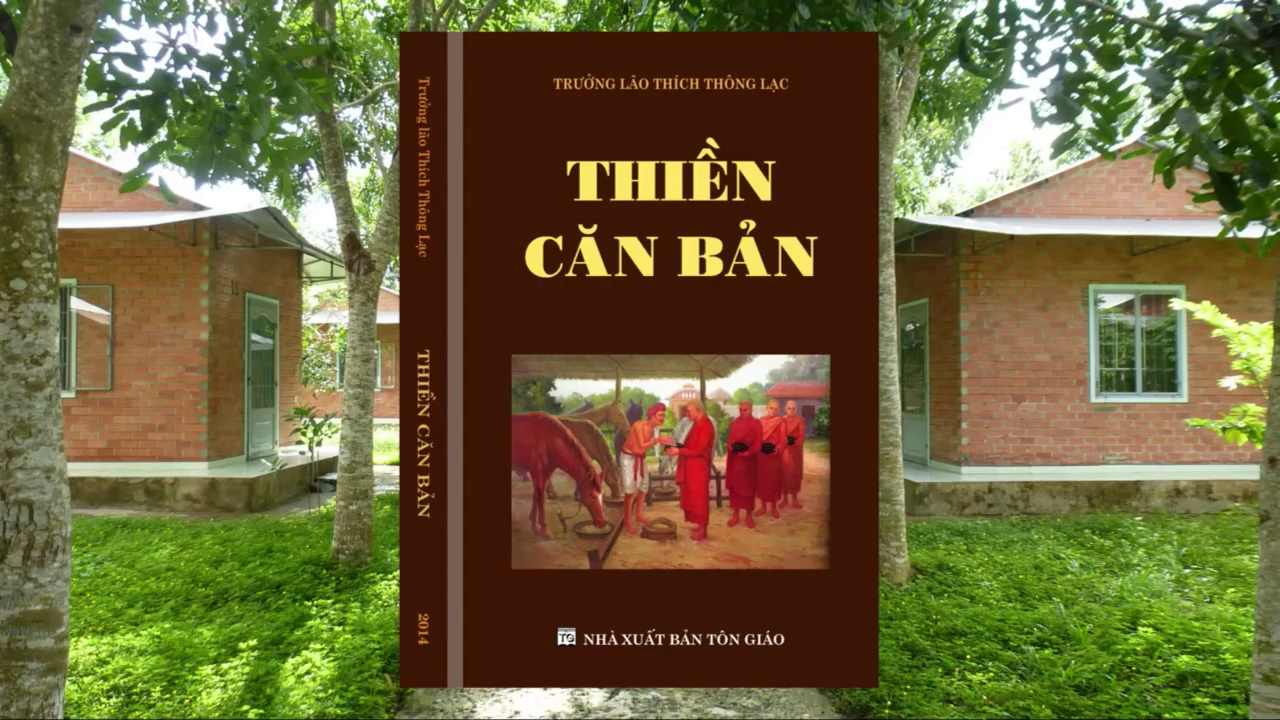 Trưởng lão Thích Thông Lạc
THIỀN CĂN BẢN
2014
TRƯỞNG LÃO THÍCH THÔNG LẠC
THIỀN
CĂN BẢN
TG NHÀ XUẤT BẢN TÔN GIÁO